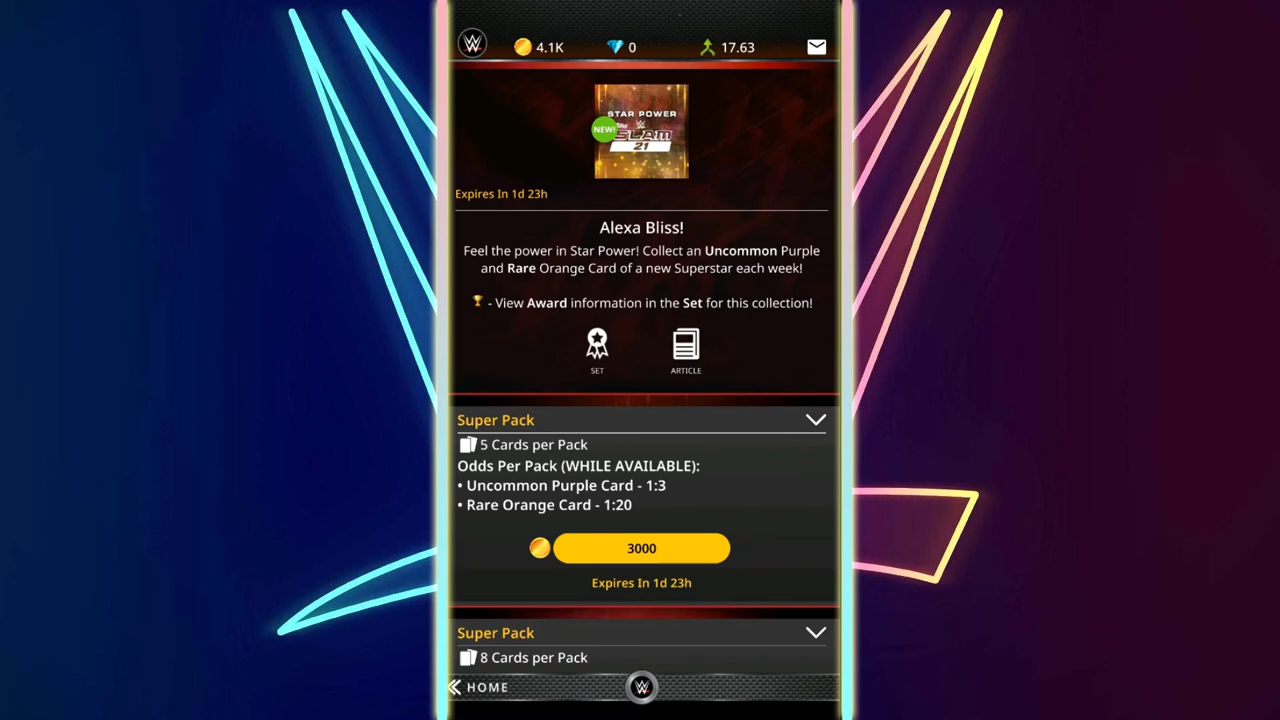 4.1K 0 17.63
STAR POWER
NEW!
Topps
SLAM
21
Expires In 1d 23h
Alexa Bliss!
Feel the power in Star Power! Collect an Uncommon Purple
and Rare Orange Card of a new Superstar each week!
- View Award information in the Set for this collection!
SET ARTICLE
Super Pack
5 Cards per Pack
Odds Per Pack (WHILE AVAILABLE):
• Uncommon Purple Card - 1:3
• Rare Orange Card - 1:20
3000
Expires In 1d 23h
Super Pack
8 Cards per Pack
HOME